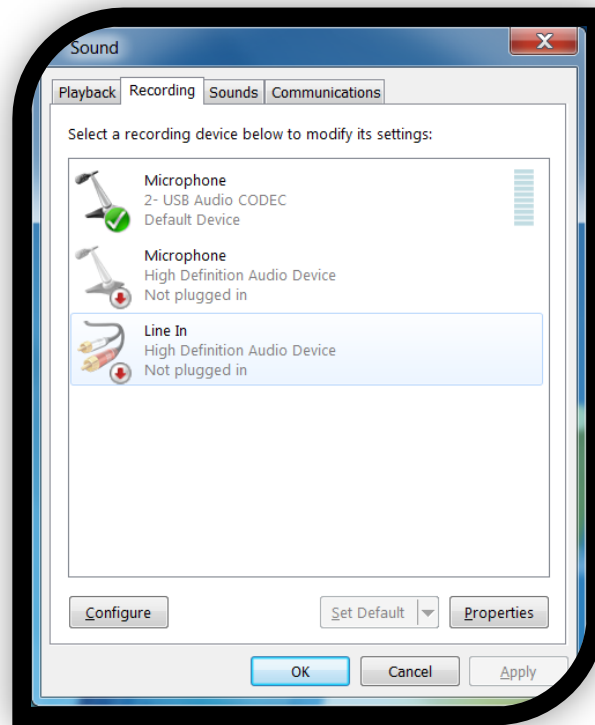 Sound
Playback Recording Sounds Communications
Select a recording device below to modify its settings:
Microphone
2- USB Audio CODEC
Default Device
Microphone
High Definition Audio Device
Not plugged in
Line In
High Definition Audio Device
Not plugged in
Configure Set Default Properties
OK Cancel Apply